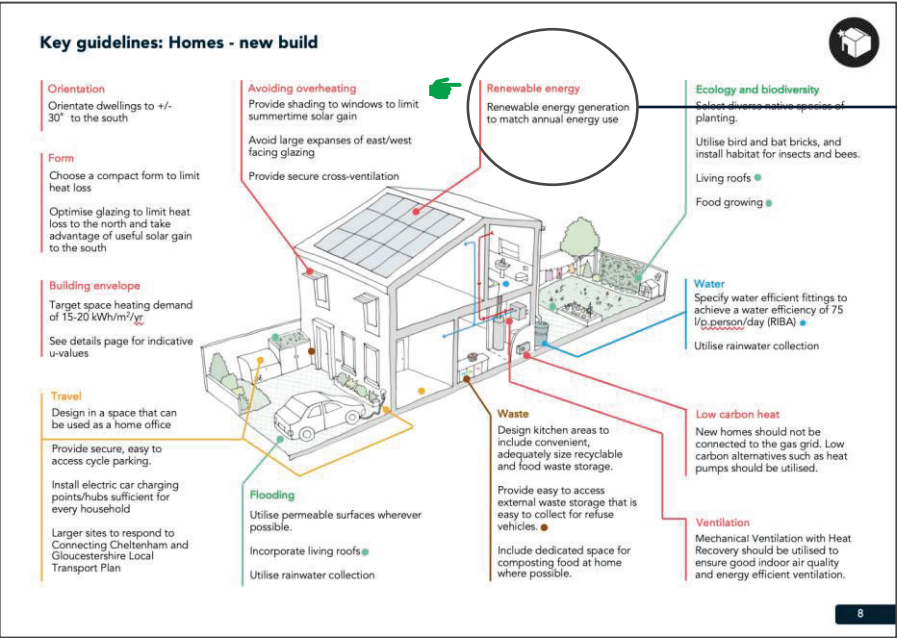 Key guidelines: Homes - new build
Orientation
Orientate dwellings to +/-
30° to the south
Form
Choose a compact form to limit
heat loss
Optimise glazing to limit heat
loss to the north and take
advantage of useful solar gain
to the south
Building envelope
Target space heating demand
of 15-20 kWh/m²/yr
See details page for indicative
u-values
Travel
Design in a space that can
be used as a home office
Provide secure, easy to
access cycle parking.
Install electric car charging
points/hubs sufficient for
every household
Larger sites to respond to
Connecting Cheltenham and
Gloucestershire Local
Transport Plan
Avoiding overheating
Provide shading to windows to limit
summertime solar gain
Avoid large expanses of east/west
facing glazing
Provide secure cross-ventilation
Flooding
Utilise permeable surfaces wherever
possible.
Incorporate living roofs
Utilise rainwater collection
Renewable energy
Renewable energy generation
to match annual energy use
Waste
Design kitchen areas to
include convenient,
adequately size recyclable
and food waste storage.
Provide easy to access
external waste storage that is
easy to collect for refuse
vehicles.
Include dedicated space for
composting food at home
where possible.
Ecology and biodiversity
Select diverse native species of
planting.
Utilise bird and bat bricks, and
install habitat for insects and bees.
Living roofs
Food growing
Water
Specify water efficient fittings to
achieve a water efficiency of 75
l/p.person/day (RIBA)
Utilise rainwater collection
Low carbon heat
New homes should not be
connected to the gas grid. Low
carbon alternatives such as heat
pumps should be utilised.
Ventilation
Mechanical Ventilation with Heat
Recovery should be utilised to
ensure good indoor air quality
and energy efficient ventilation.
8